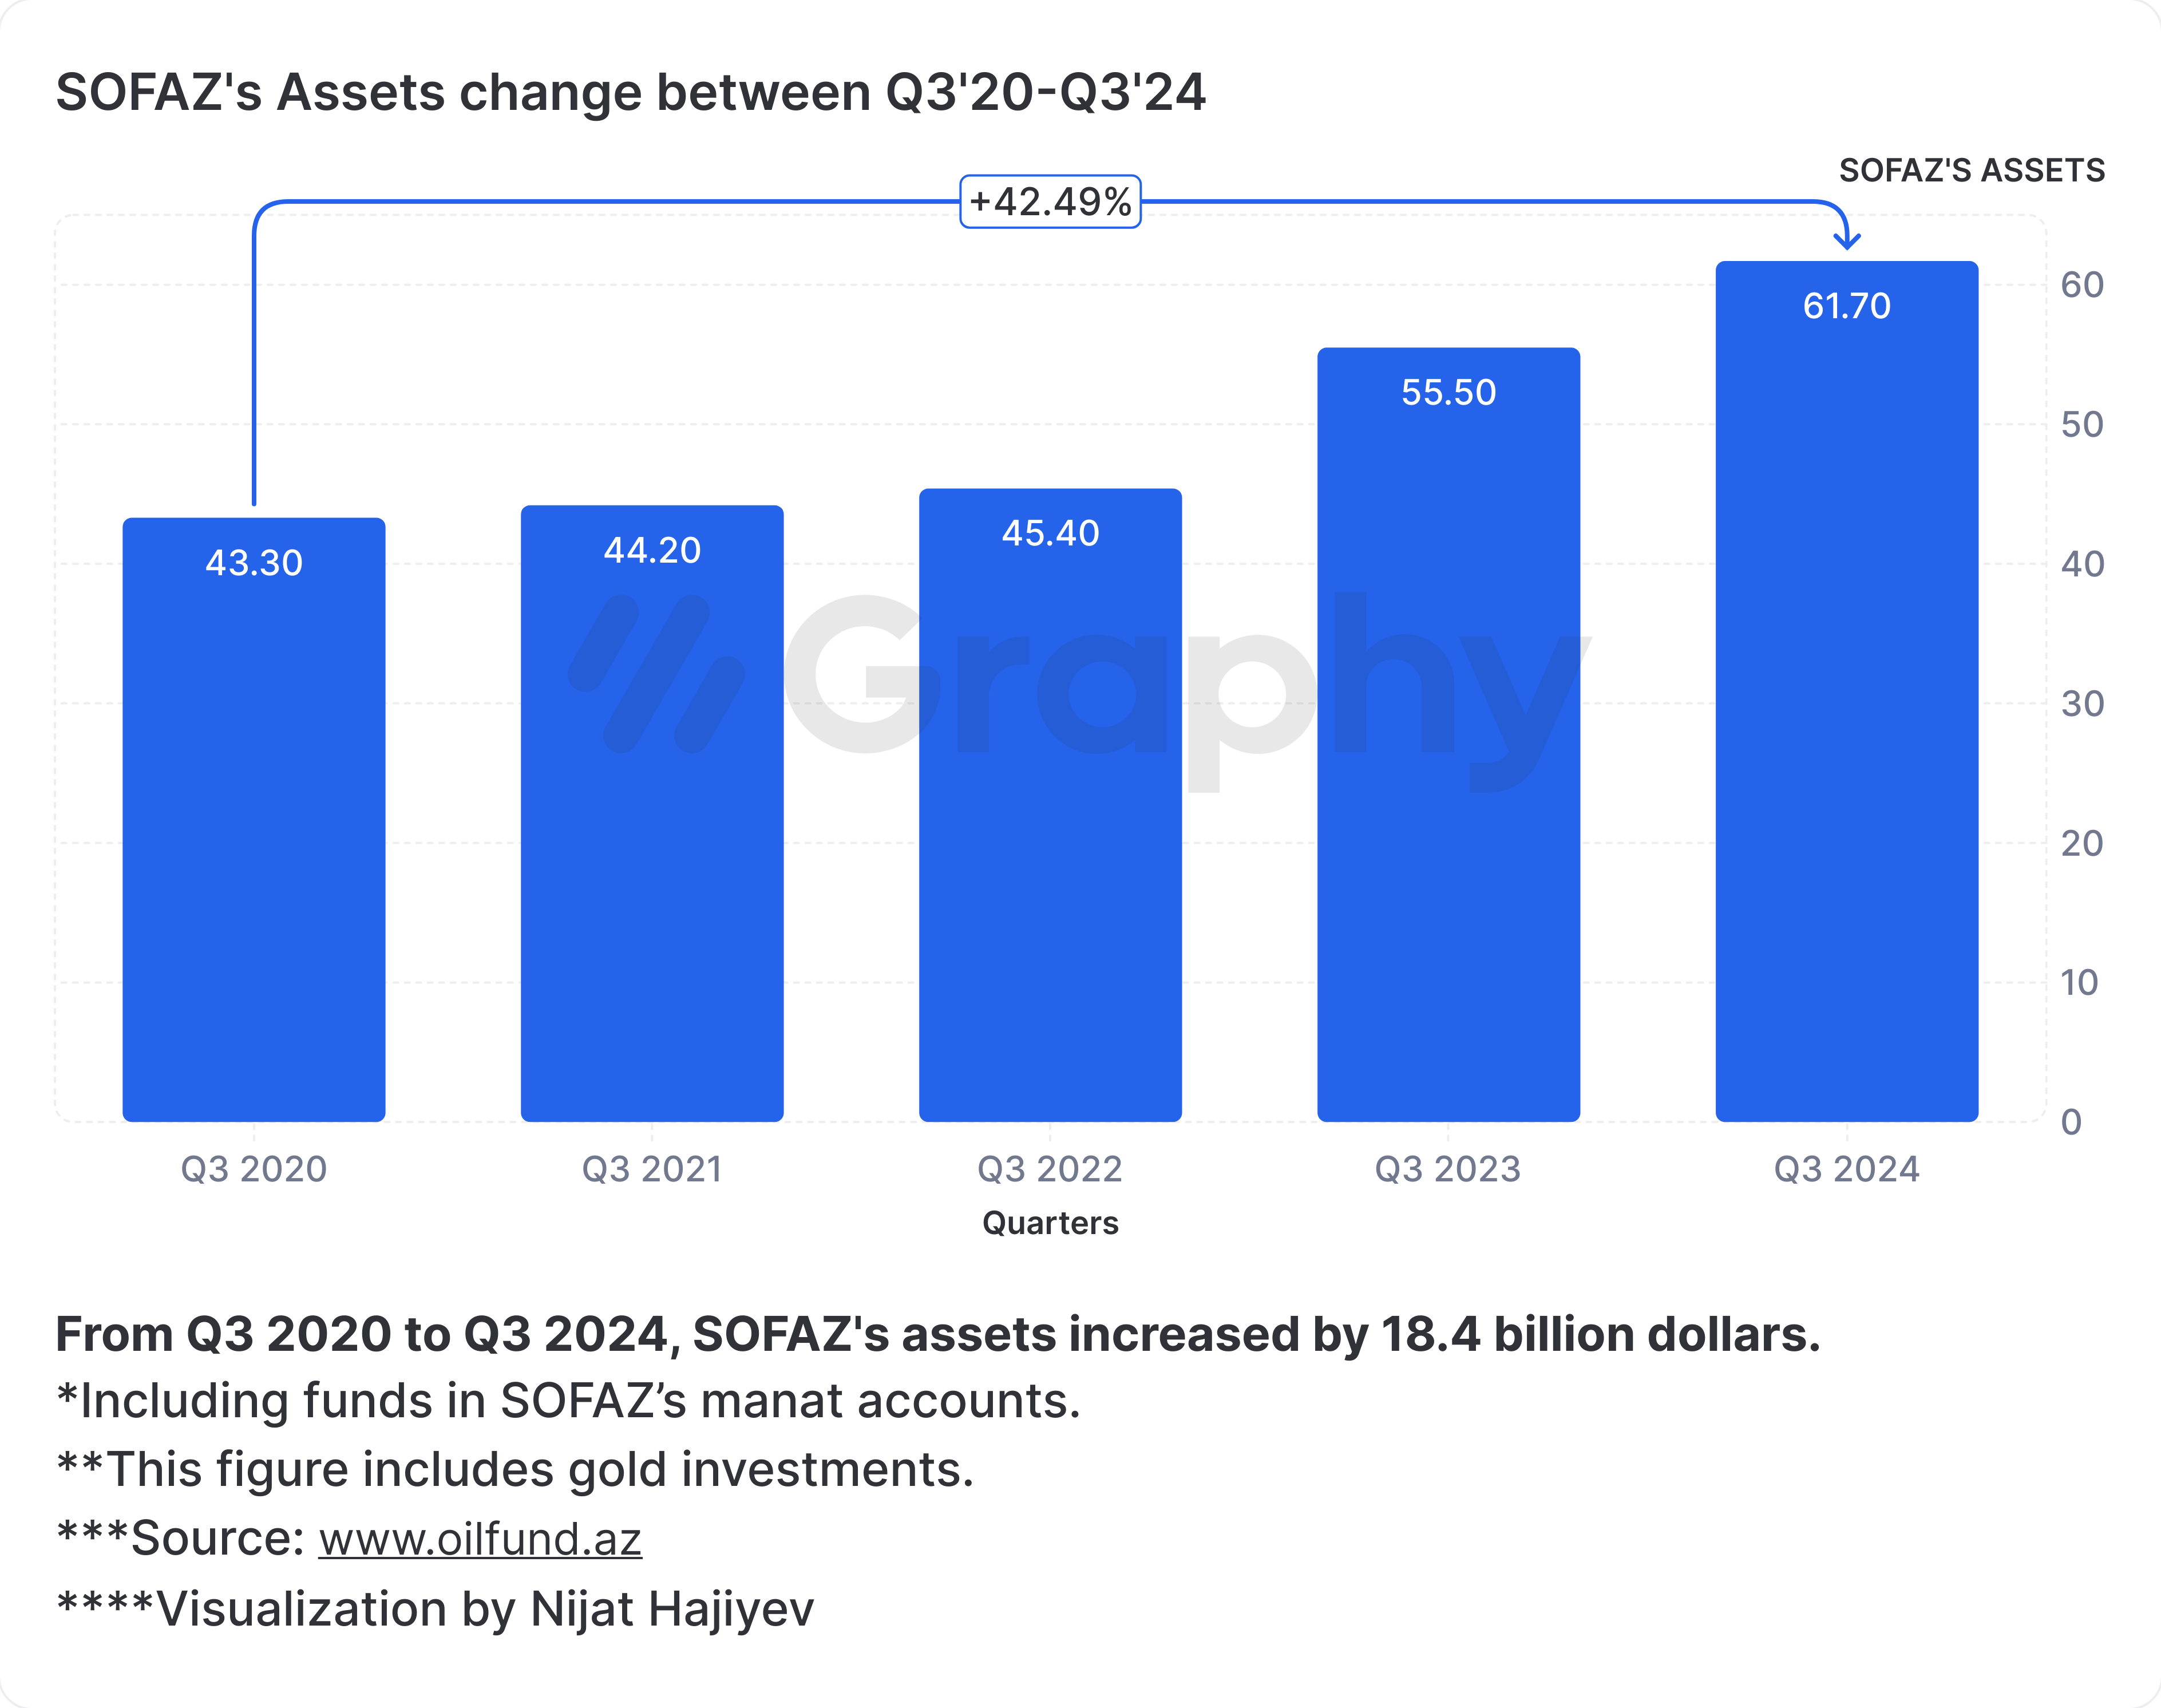 SOFAZ's Assets change between Q3'20-Q3'24
SOFAZ'S ASSETS
+42.49%
61.70
60
55.50
50
45.40
44.20
43.30
40
Graphy
30
20
10
0
Q3 2020
Q3 2021
Q3 2022
Q3 2023
Q3 2024
Quarters
From Q3 2020 to Q3 2024, SOFAZ's assets increased by 18.4 billion dollars.
*Including funds in SOFAZ’s manat accounts.
**This figure includes gold investments.
***Source: www.oilfund.az
****Visualization by Nijat Hajiyev